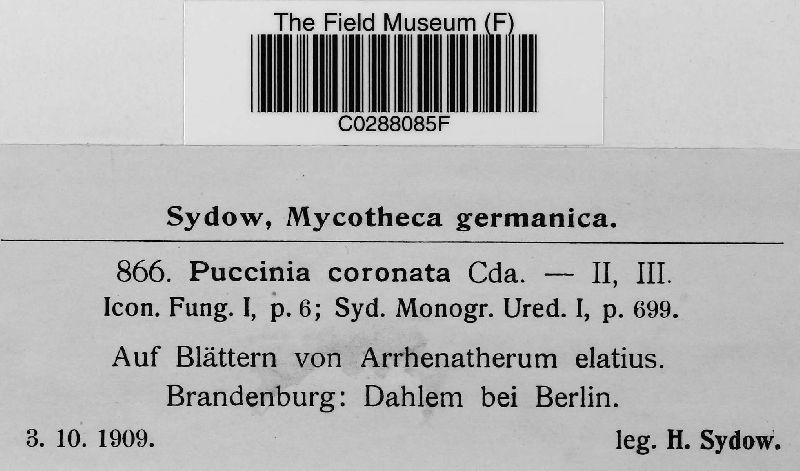 The Field Museum (F)
C0288085F
Sydow, Mycotheca germanica.
866. Puccinia coronata Cda. — II, III.
Icon. Fung. I, p. 6; Syd. Monogr. Ured. I, p. 699.
Auf Blättern von Arrhenatherum elatius.
Brandenburg: Dahlem bei Berlin.
3. 10. 1909. leg. H. Sydow.